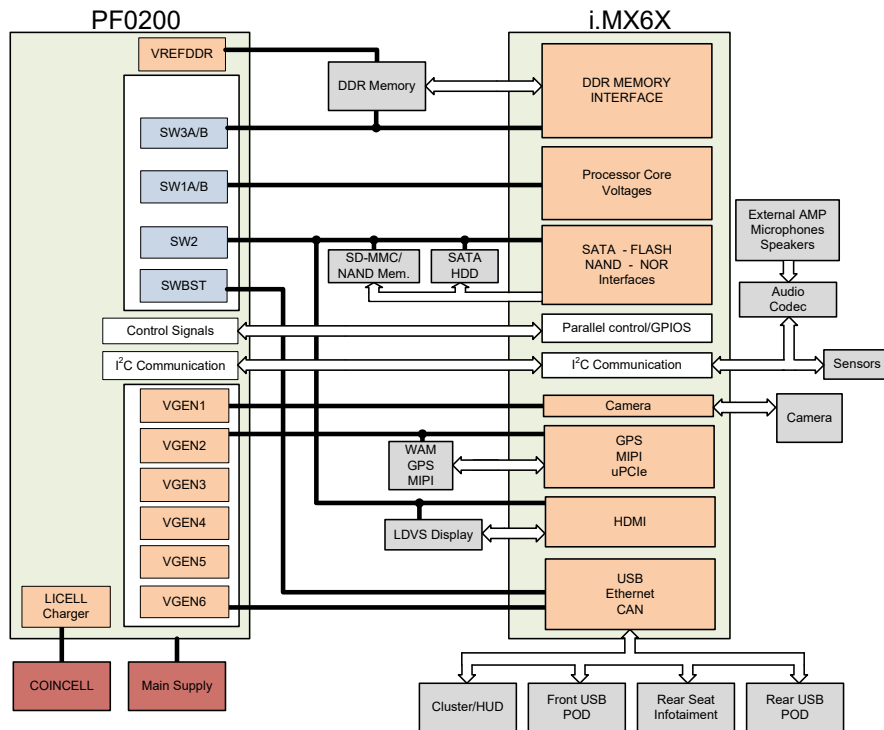 PF0200
i.MX6X
VREFDDR
DDR Memory
DDR MEMORY
INTERFACE
SW3A/B
SW1A/B
Processor Core
Voltages
SW2
SWBST
SD-MMC/
NAND Mem.
SATA
HDD
SATA - FLASH
NAND - NOR
Interfaces
External AMP
Microphones
Speakers
Audio
Codec
Control Signals
Parallel control/GPIOS
I²C Communication
I²C Communication
Sensors
VGEN1
Camera
Camera
VGEN2
WAM
GPS
MIPI
GPS
MIPI
uPCIe
VGEN3
VGEN4
LDVS Display
HDMI
VGEN5
VGEN6
USB
Ethernet
CAN
LICELL
Charger
COINCELL
Main Supply
Cluster/HUD
Front USB
POD
Rear Seat
Infotaiment
Rear USB
POD